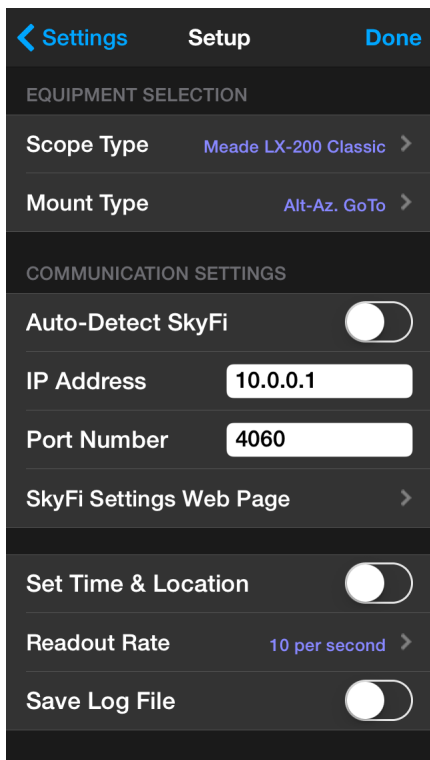 Settings Setup Done
EQUIPMENT SELECTION
Scope Type Meade LX-200 Classic
Mount Type Alt-Az. GoTo
COMMUNICATION SETTINGS
Auto-Detect SkyFi
IP Address 10.0.0.1
Port Number 4060
SkyFi Settings Web Page
Set Time & Location
Readout Rate 10 per second
Save Log File